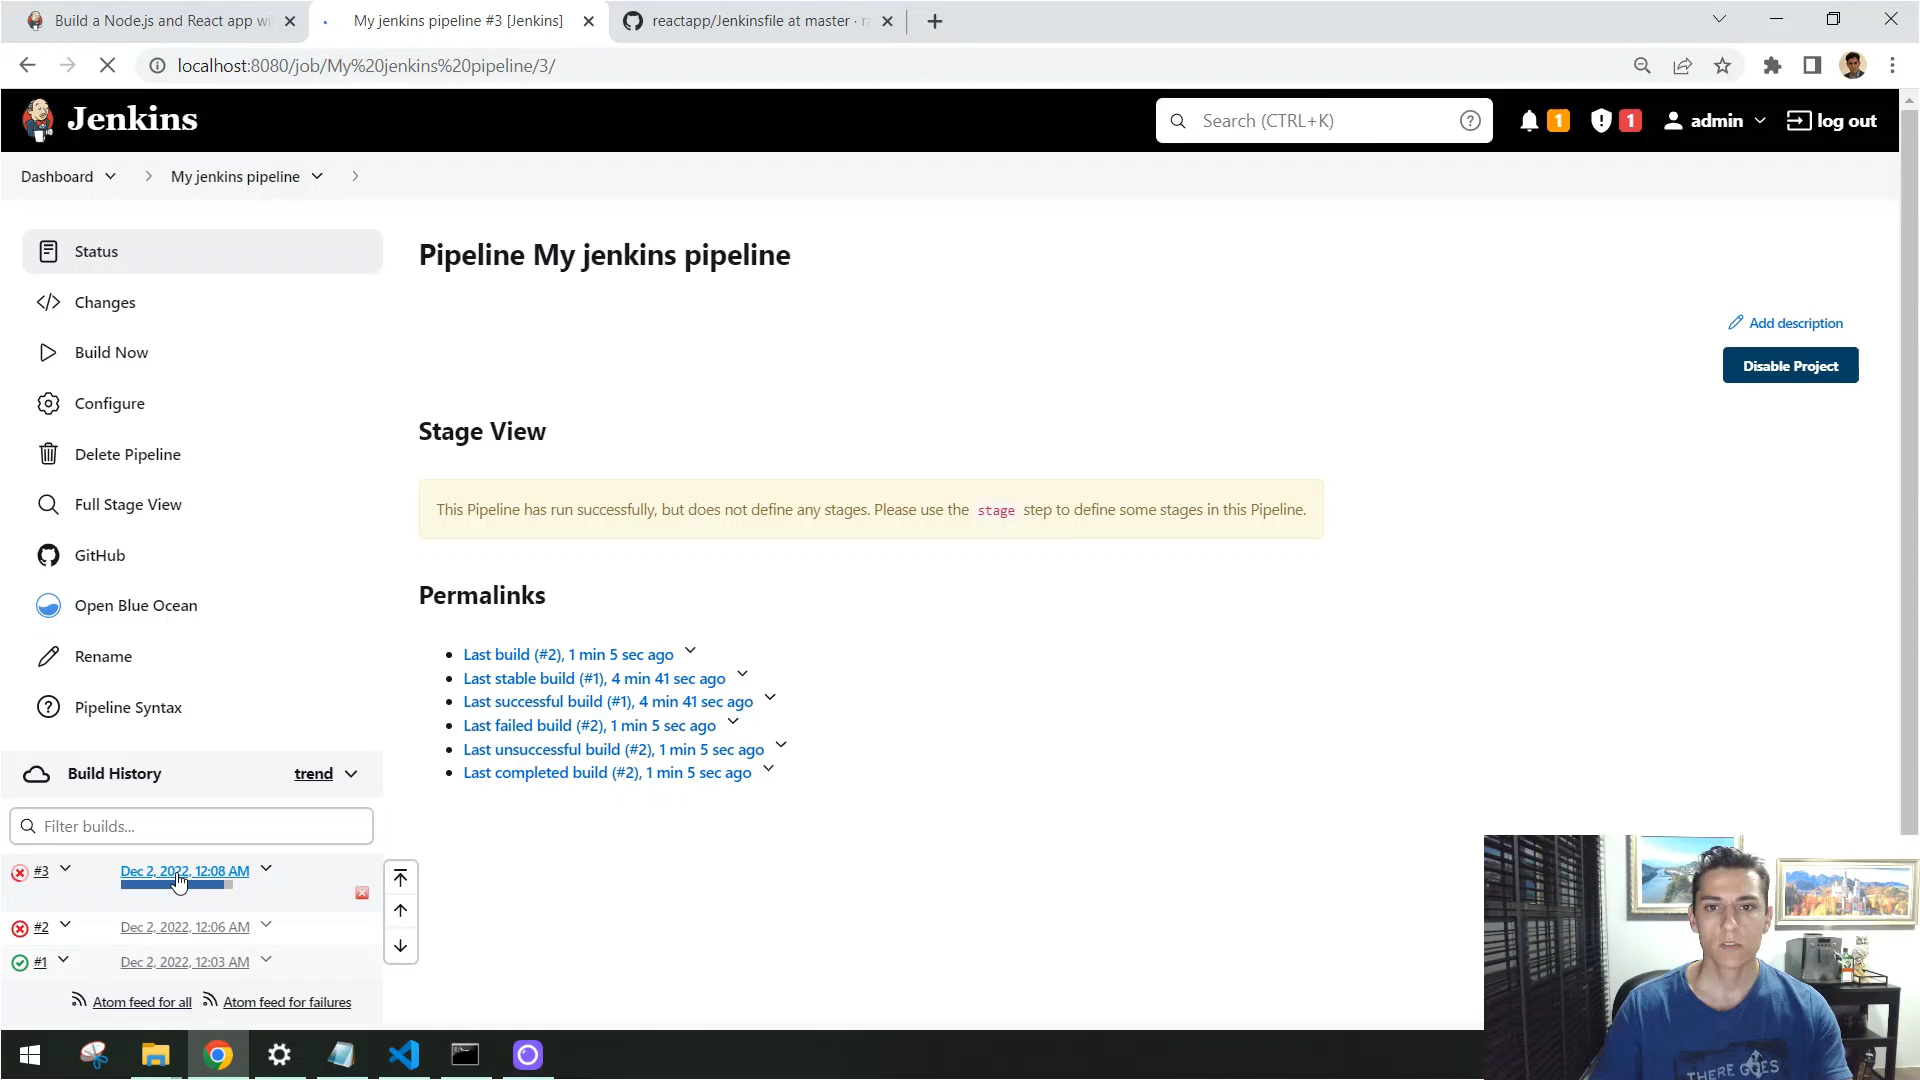 Build a Node.js and React app wi
My jenkins pipeline #3 [Jenkins]
reactapp/Jenkinsfile at master · ra
localhost:8080/job/My%20jenkins%20pipeline/3/
Jenkins
Search (CTRL+K)
1
1
admin
log out
Dashboard
My jenkins pipeline
Status
Changes
Build Now
Configure
Delete Pipeline
Full Stage View
GitHub
Open Blue Ocean
Rename
Pipeline Syntax
Pipeline My jenkins pipeline
Add description
Disable Project
Stage View
This Pipeline has run successfully, but does not define any stages. Please use the stage step to define some stages in this Pipeline.
Permalinks
Last build (#2), 1 min 5 sec ago
Last stable build (#1), 4 min 41 sec ago
Last successful build (#1), 4 min 41 sec ago
Last failed build (#2), 1 min 5 sec ago
Last unsuccessful build (#2), 1 min 5 sec ago
Last completed build (#2), 1 min 5 sec ago
Build History
trend
Filter builds...
#3 Dec 2, 2022, 12:08 AM
#2 Dec 2, 2022, 12:06 AM
#1 Dec 2, 2022, 12:03 AM
Atom feed for all Atom feed for failures
THERE GOES